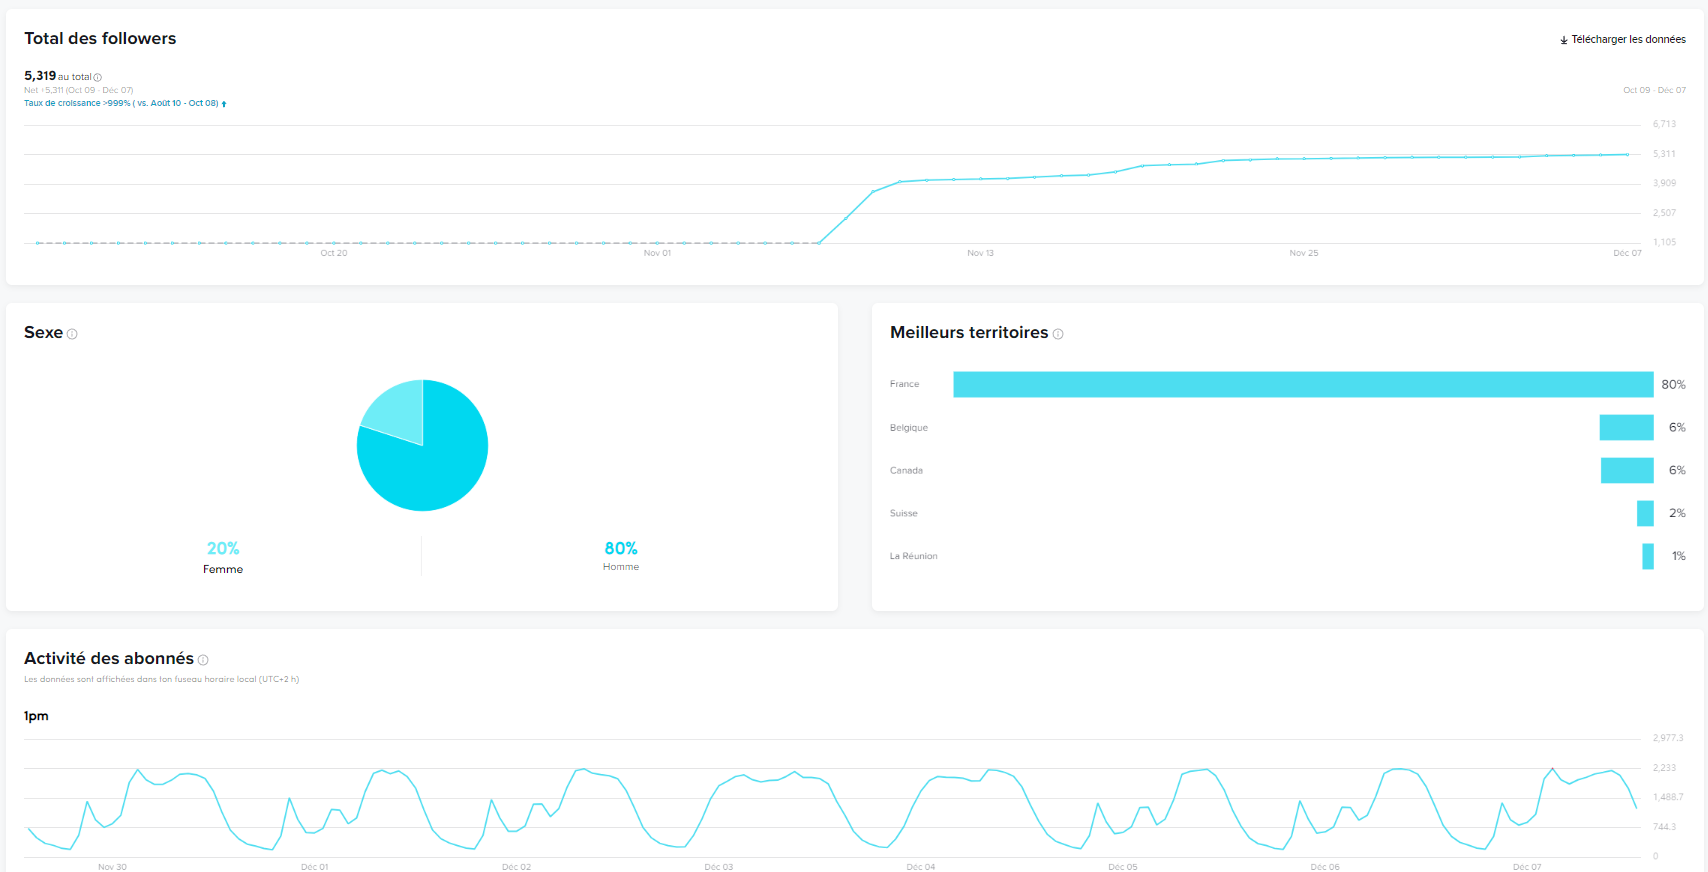 Total des followers
Télécharger les données
5,319 au total
Net +5,311 (Oct 09 - Déc 07)
Oct 09 - Déc 07
Taux de croissance >999% ( vs. Août 10 - Oct 08)
6,713
5,311
3,909
2,507
1,105
Oct 20
Nov 01
Nov 13
Nov 25
Déc 07
Sexe
20%
Femme
80%
Homme
Meilleurs territoires
France 80%
Belgique 6%
Canada 6%
Suisse 2%
La Réunion 1%
Activité des abonnés
Les données sont affichées dans ton fuseau horaire local (UTC+2 h)
1pm
2,977.3
2,233
1,488.7
744.3
0
Nov 30
Déc 01
Déc 02
Déc 03
Déc 04
Déc 05
Déc 06
Déc 07